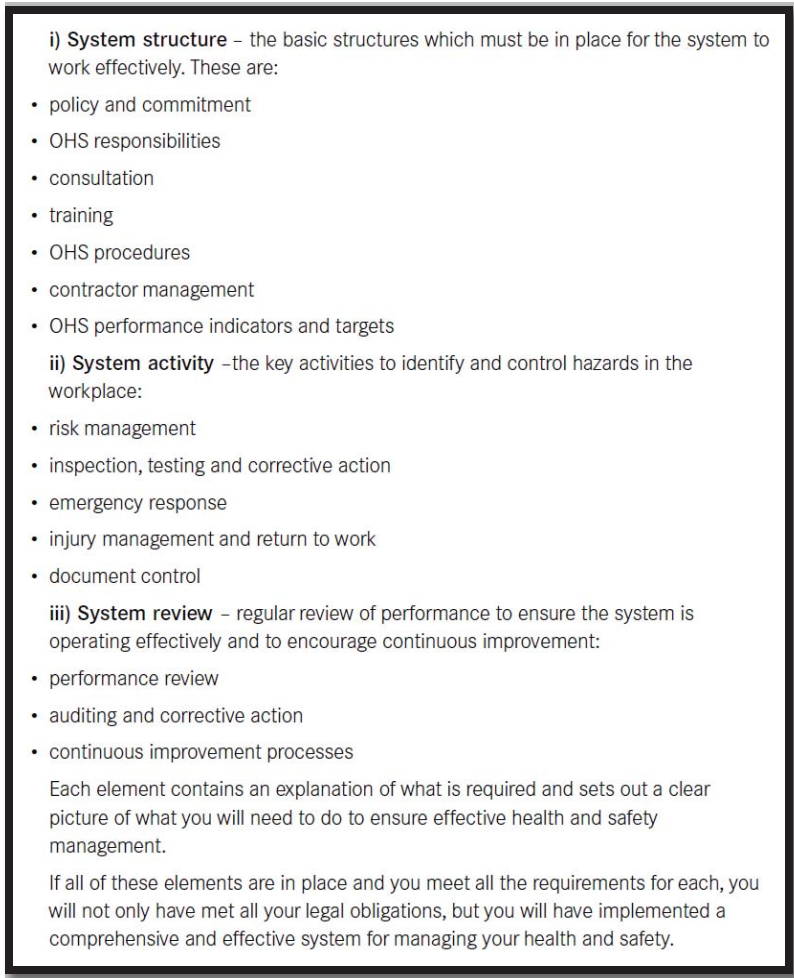 i) System structure – the basic structures which must be in place for the system to
work effectively. These are:
• policy and commitment
• OHS responsibilities
• consultation
• training
• OHS procedures
• contractor management
• OHS performance indicators and targets
ii) System activity –the key activities to identify and control hazards in the
workplace:
• risk management
• inspection, testing and corrective action
• emergency response
• injury management and return to work
• document control
iii) System review – regular review of performance to ensure the system is
operating effectively and to encourage continuous improvement:
• performance review
• auditing and corrective action
• continuous improvement processes
Each element contains an explanation of what is required and sets out a clear
picture of what you will need to do to ensure effective health and safety
management.
If all of these elements are in place and you meet all the requirements for each, you
will not only have met all your legal obligations, but you will have implemented a
comprehensive and effective system for managing your health and safety.